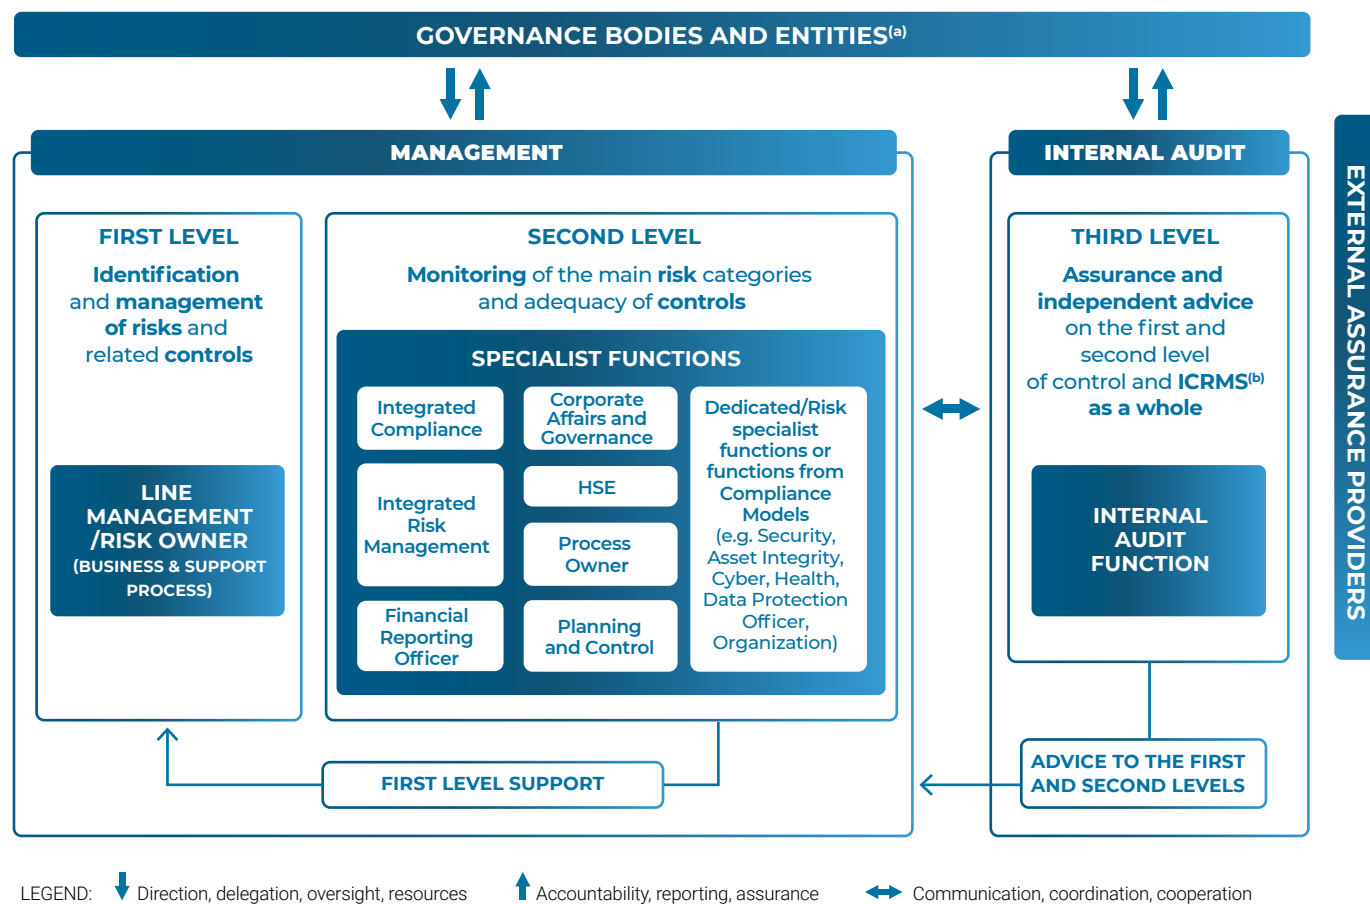 GOVERNANCE BODIES AND ENTITIES(a)
MANAGEMENT
FIRST LEVEL
Identification
and management
of risks and
related controls
LINE
MANAGEMENT
/RISK OWNER
(BUSINESS & SUPPORT
PROCESS)
SECOND LEVEL
Monitoring of the main risk categories
and adequacy of controls
SPECIALIST FUNCTIONS
Integrated
Compliance
Integrated
Risk
Management
Financial
Reporting
Officer
Corporate
Affairs and
Governance
HSE
Process
Owner
Planning
and Control
Dedicated/Risk
specialist
functions or
functions from
Compliance
Models
(e.g. Security,
Asset Integrity,
Cyber, Health,
Data Protection
Officer,
Organization)
FIRST LEVEL SUPPORT
INTERNAL AUDIT
THIRD LEVEL
Assurance and
independent advice
on the first and
second level
of control and ICRMS(b)
as a whole
INTERNAL
AUDIT
FUNCTION
ADVICE TO THE FIRST
AND SECOND LEVELS
EXTERNAL ASSURANCE PROVIDERS
LEGEND: Direction, delegation, oversight, resources Accountability, reporting, assurance Communication, coordination, cooperation